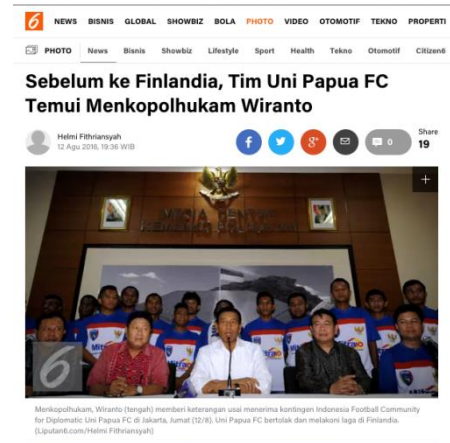 6 NEWS BISNIS GLOBAL SHOWBIZ BOLA PHOTO VIDEO OTOMOTIF TEKNO PROPERTI
PHOTO News Bisnis Showbiz Lifestyle Sport Health Tekno Otomotif Citizen6
Sebelum ke Finlandia, Tim Uni Papua FC
Temui Menkopolhukam Wiranto
Helmi Fithriansyah
12 Agu 2016, 19:36 WIB
0
Share
19
MEDIA CENTER
6
Menkopolhukam, Wiranto (tengah) memberi keterangan usai menerima kontingen Indonesia Football Community
for Diplomatic Uni Papua FC di Jakarta, Jumat (12/8). Uni Papua FC bertolak dan melakoni laga di Finlandia.
(Liputan6.com/Helmi Fithriansyah)